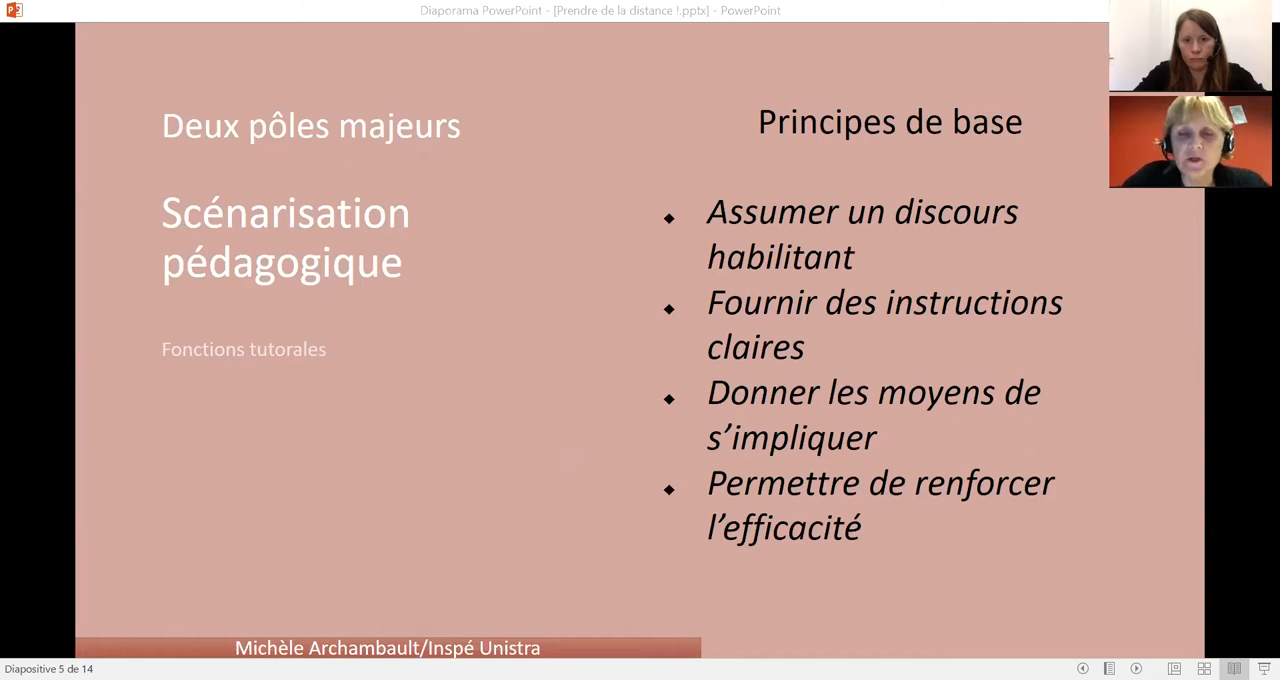 Diaporama PowerPoint - [Prendre de la distance !.pptx] - PowerPoint
Deux pôles majeurs
Scénarisation
pédagogique
Fonctions tutorales
Principes de base
Assumer un discours
habilitant
Fournir des instructions
claires
Donner les moyens de
s'impliquer
Permettre de renforcer
l'efficacité
Michèle Archambault/Inspé Unistra
Diapositive 5 de 14